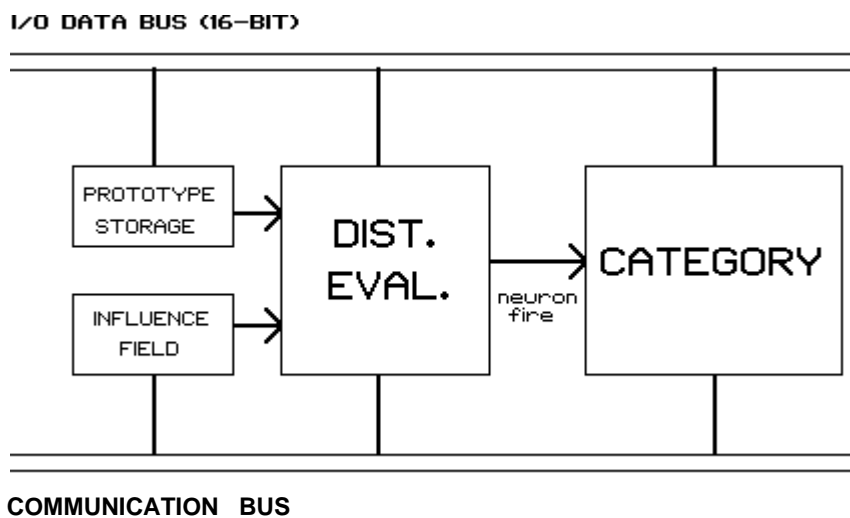 I/O DATA BUS (16-BIT)
PROTOTYPE
STORAGE
DIST.
EVAL.
CATEGORY
neuron
fire
INFLUENCE
FIELD
COMMUNICATION BUS